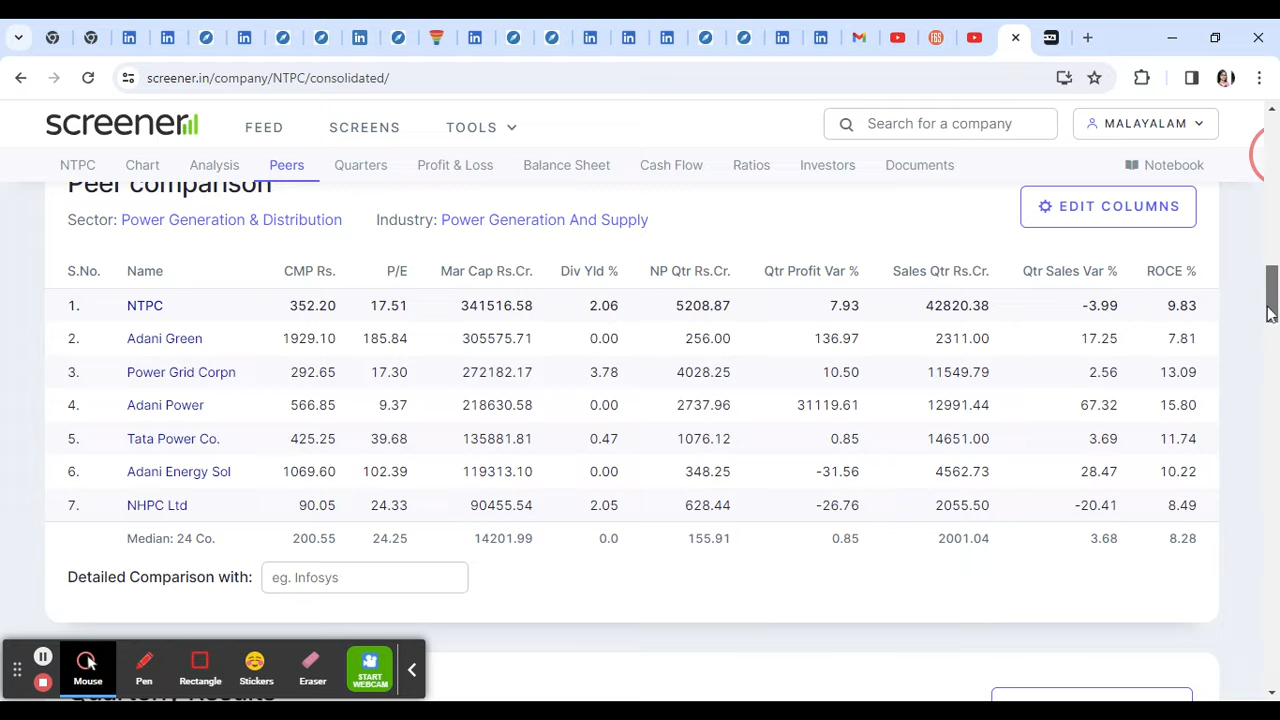 screener.in/company/NTPC/consolidated/
screener FEED SCREENS TOOLS Search for a company MALAYALAM
NTPC Chart Analysis Peers Quarters Profit & Loss Balance Sheet Cash Flow Ratios Investors Documents Notebook
Peer comparison
Sector: Power Generation & Distribution Industry: Power Generation And Supply EDIT COLUMNS
S.No. Name CMP Rs. P/E Mar Cap Rs.Cr. Div Yld % NP Qtr Rs.Cr. Qtr Profit Var % Sales Qtr Rs.Cr. Qtr Sales Var % ROCE %
1. NTPC 352.20 17.51 341516.58 2.06 5208.87 7.93 42820.38 -3.99 9.83
2. Adani Green 1929.10 185.84 305575.71 0.00 256.00 136.97 2311.00 17.25 7.81
3. Power Grid Corpn 292.65 17.30 272182.17 3.78 4028.25 10.50 11549.79 2.56 13.09
4. Adani Power 566.85 9.37 218630.58 0.00 2737.96 31119.61 12991.44 67.32 15.80
5. Tata Power Co. 425.25 39.68 135881.81 0.47 1076.12 0.85 14651.00 3.69 11.74
6. Adani Energy Sol 1069.60 102.39 119313.10 0.00 348.25 -31.56 4562.73 28.47 10.22
7. NHPC Ltd 90.05 24.33 90455.54 2.05 628.44 -26.76 2055.50 -20.41 8.49
Median: 24 Co. 200.55 24.25 14201.99 0.0 155.91 0.85 2001.04 3.68 8.28
Detailed Comparison with: eg. Infosys
Mouse Pen Rectangle Stickers Eraser START WEBCAM
Quarterly Results